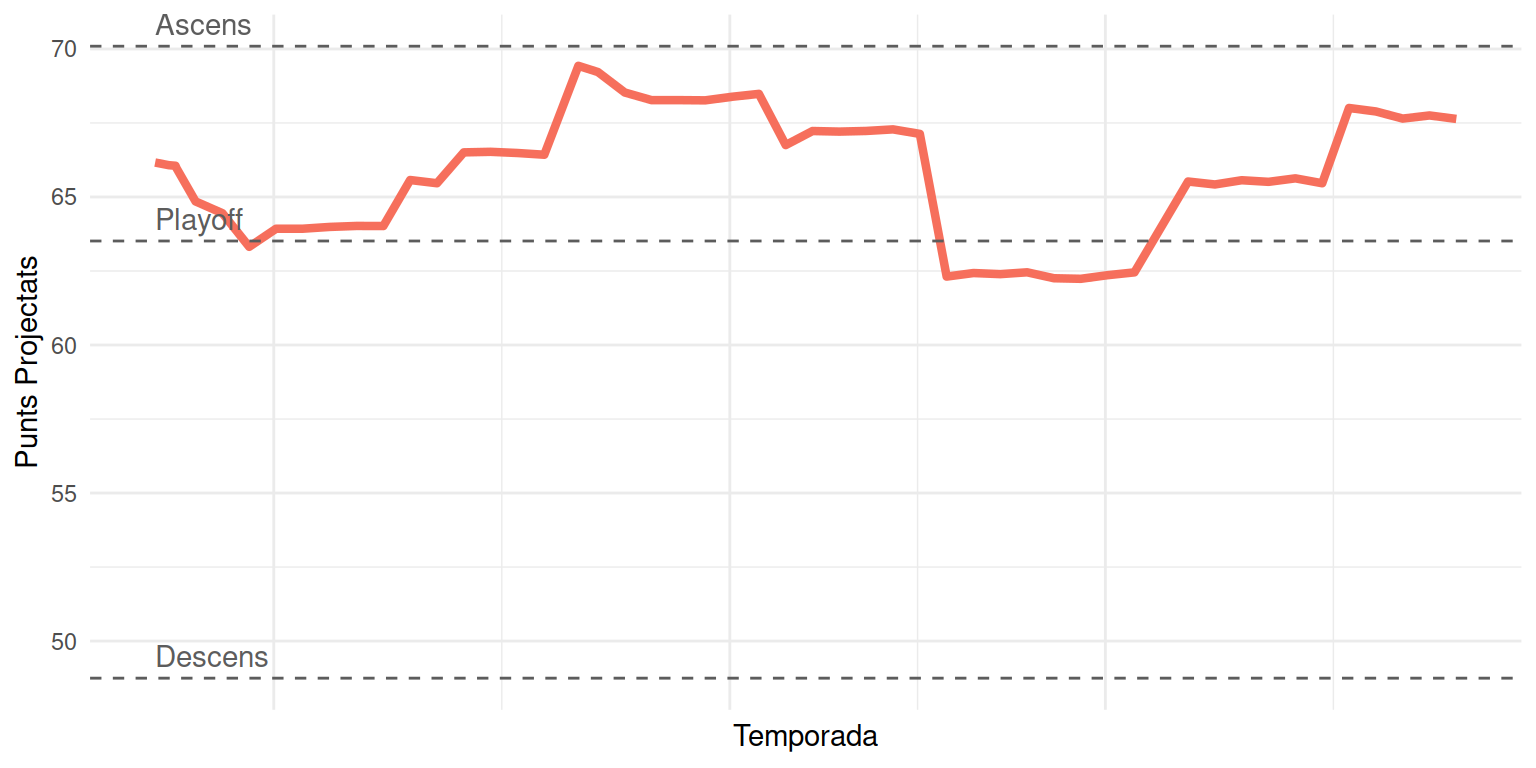 Ascens
70
65
Playoff
Punts Projectats
60
55
50
Descens
Temporada